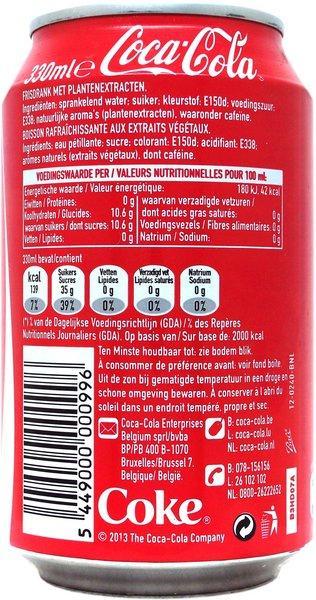 Coca-Cola
330ml e
FRISDRANK MET PLANTENEXTRACTEN.
Ingrediënten: sprankelend water; suiker; kleurstof: E150d; voedingszuur:
E338; natuurlijke aroma's (plantenextracten), waaronder cafeïne.
BOISSON RAFRAÎCHISSANTE AUX EXTRAITS VÉGÉTAUX.
Ingrédients: eau pétillante; sucre; colorant: E150d; acidifiant: E338;
arômes naturels (extraits végétaux), dont caféine.
VOEDINGSWAARDE PER / VALEURS NUTRITIONNELLES POUR 100 ml:
Energetische waarde / Valeur énergétique: 180 kJ, 42 kcal
Eiwitten / Protéines: 0 g waarvan verzadigde vetzuren /
Koolhydraten / Glucides: 10.6 g dont acides gras saturés: 0 g
waarvan suikers / dont sucres: 10.6 g Voedingsvezels / Fibres alimentaires: 0 g
Vetten / Lipides: 0 g Natrium / Sodium: 0 g
330ml bevat/contient
kcal Suikers Vetten Verzadigd vet Natrium
Sucres Lipides Lipides saturés Sodium
139 35 g 0 g 0 g 0 g
7% 39% 0% 0% 0%
(*) % van de Dagelijkse Voedingsrichtlijn (GDA) / % des Repères
Nutritionnels Journaliers (GDA). Op basis van / Sur base de: 2000 kcal
Ten Minste houdbaar tot: zie bodem blik.
À consommer de préférence avant: voir fond boîte.
Uit de zon bij gematigde temperatuur in een droge en
schone omgeving bewaren. À conserver à l'abri du
soleil dans un endroit tempéré, propre et sec.
Coca-Cola Enterprises
Belgium sprl/bvba
BP/PB 400 B-1070
Bruxelles/Brussel 7.
Belgique/ België.
B: coca-cola.be
L: coca-cola.lu
NL: coca-cola.nl
B: 078-156156
L: 26 102 102
NL: 0800-26222652
12-0240-BNL
B3HD07A
5 449000 000996
Coke®
© 2013 The Coca-Cola Company